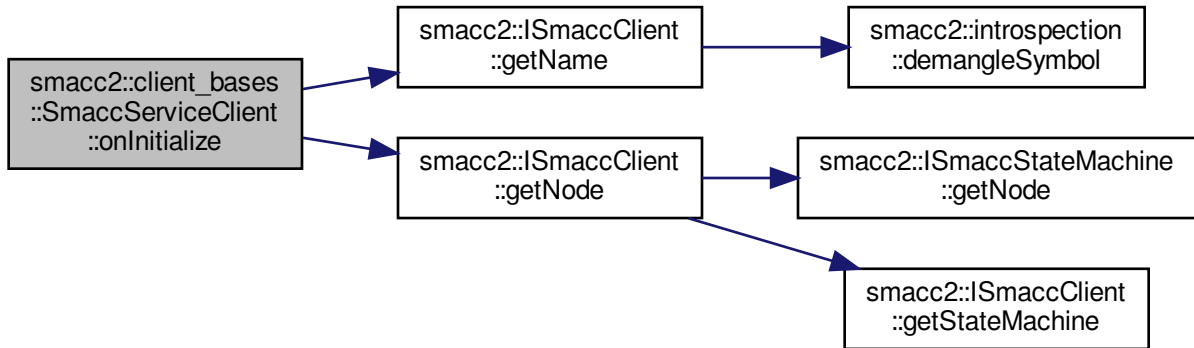 smacc2::client_bases
::SmaccServiceClient
::onInitialize
smacc2::ISmaccClient
::getName
smacc2::introspection
::demangleSymbol
smacc2::ISmaccClient
::getNode
smacc2::ISmaccStateMachine
::getNode
smacc2::ISmaccClient
::getStateMachine